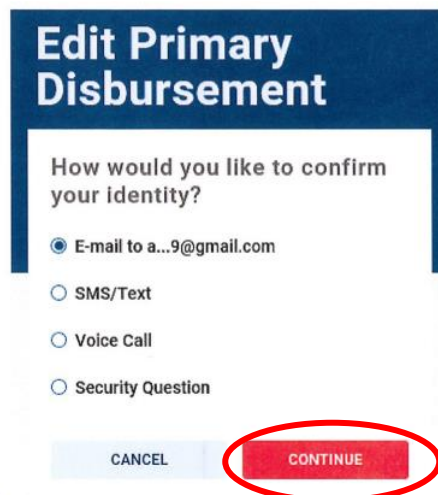 Edit Primary
Disbursement
How would you like to confirm
your identity?
E-mail to a...9@gmail.com
SMS/Text
Voice Call
Security Question
CANCEL
CONTINUE